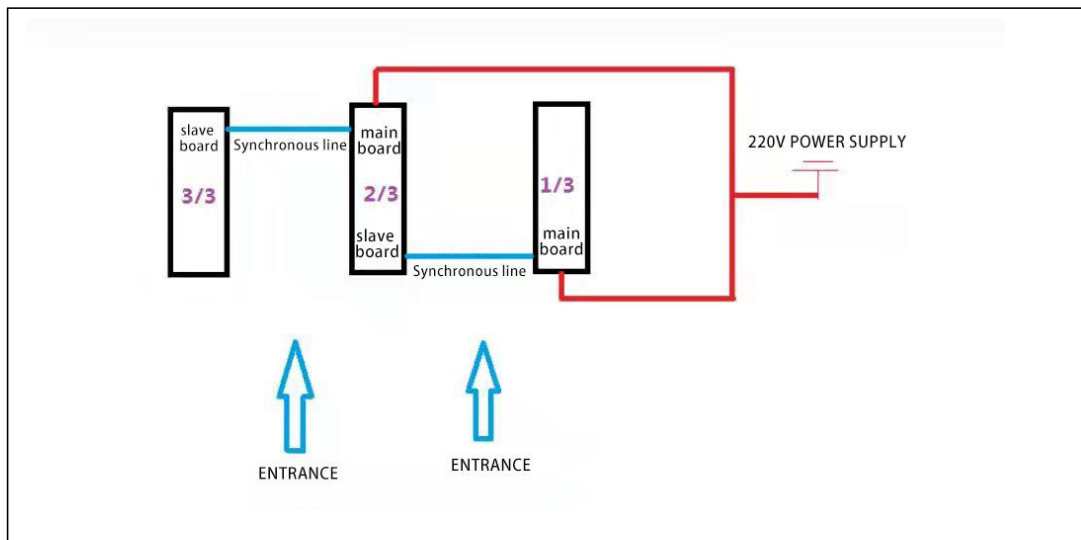 slave
board
3/3
Synchronous line
main
board
2/3
slave
board
Synchronous line
1/3
main
board
220V POWER SUPPLY
ENTRANCE
ENTRANCE